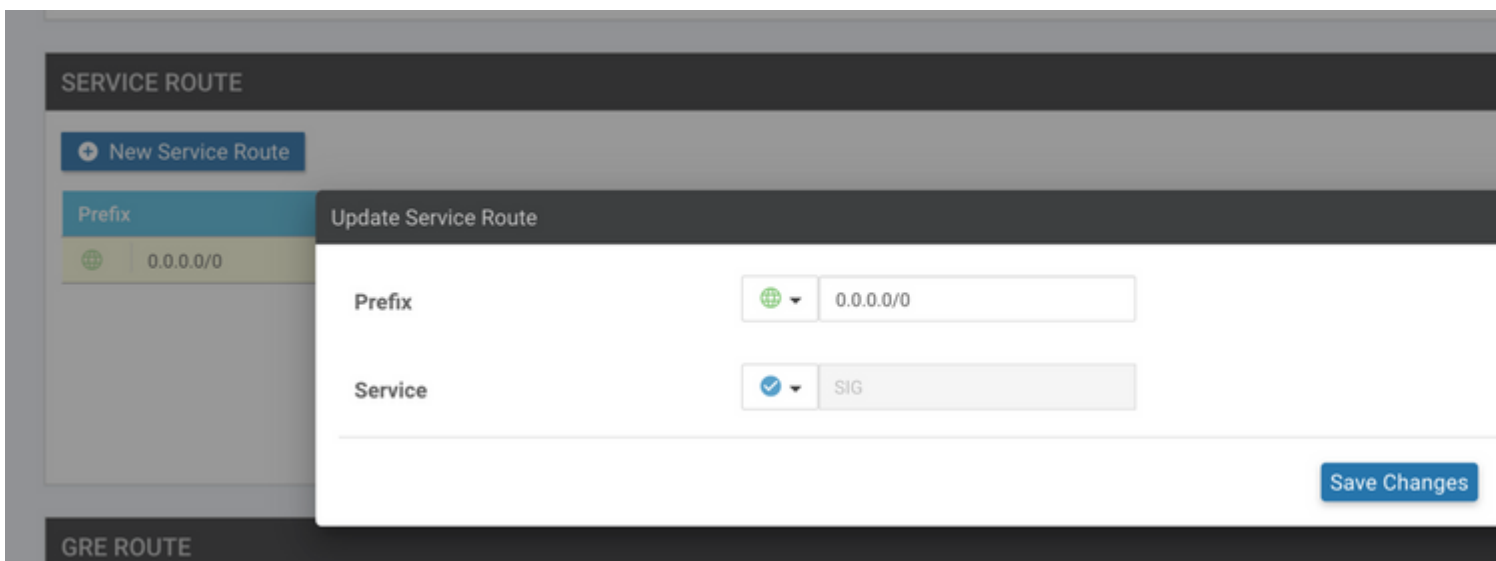 SERVICE ROUTE
New Service Route
Prefix
Update Service Route
0.0.0.0/0
Prefix
0.0.0.0/0
Service
SIG
Save Changes
GRE ROUTE